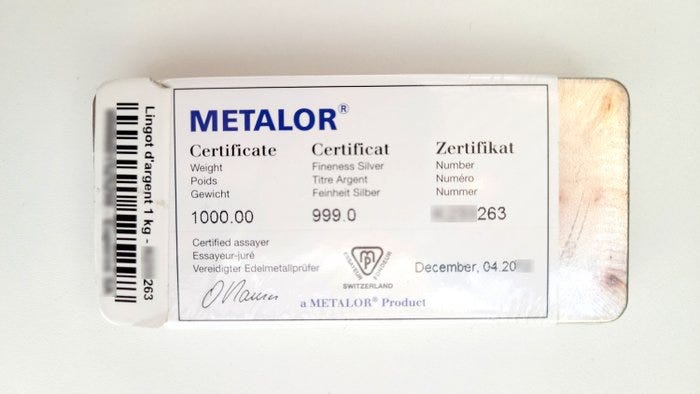 METALOR®
Certificate Certificat Zertifikat
Weight Fineness Silver Number
Poids Titre Argent Numéro
Gewicht Feinheit Silber Nummer
1000.00 999.0 263
Certified assayer
Essayeur-juré
Vereidigter Edelmetallprüfer
ESSAYEUR FONDEUR
SWITZERLAND
December, 04.20
a METALOR® Product
Lingot d'argent 1 kg - 263